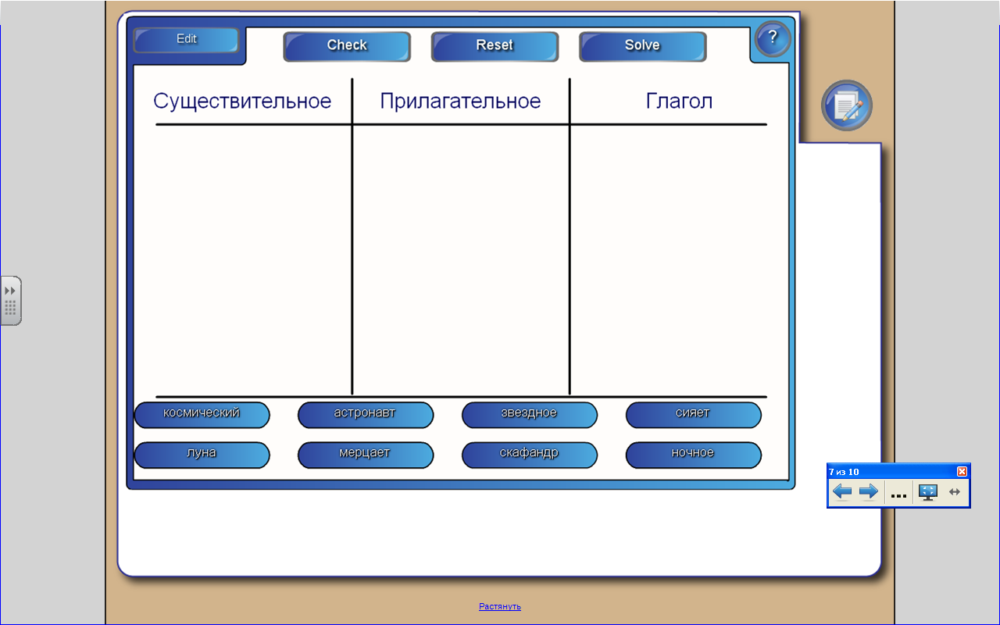 Edit
Check Reset Solve ?
Существительное Прилагательное Глагол
космический астронавт звездное сияет
луна мерцает скафандр ночное
7 из 10
...
Растянуть